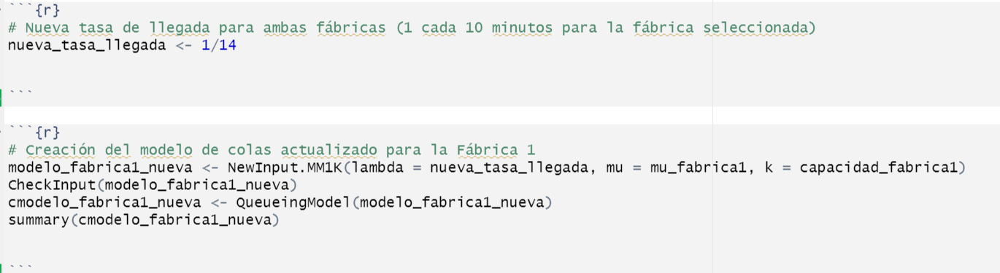 ```{r}
# Nueva tasa de llegada para ambas fábricas (1 cada 10 minutos para la fábrica seleccionada)
nueva_tasa_llegada <- 1/14
```
```{r}
# Creación del modelo de colas actualizado para la Fábrica 1
modelo_fabrica1_nueva <- NewInput.MM1K(lambda = nueva_tasa_llegada, mu = mu_fabrica1, k = capacidad_fabrica1)
CheckInput(modelo_fabrica1_nueva)
cmodelo_fabrica1_nueva <- QueueingModel(modelo_fabrica1_nueva)
summary(cmodelo_fabrica1_nueva)
```